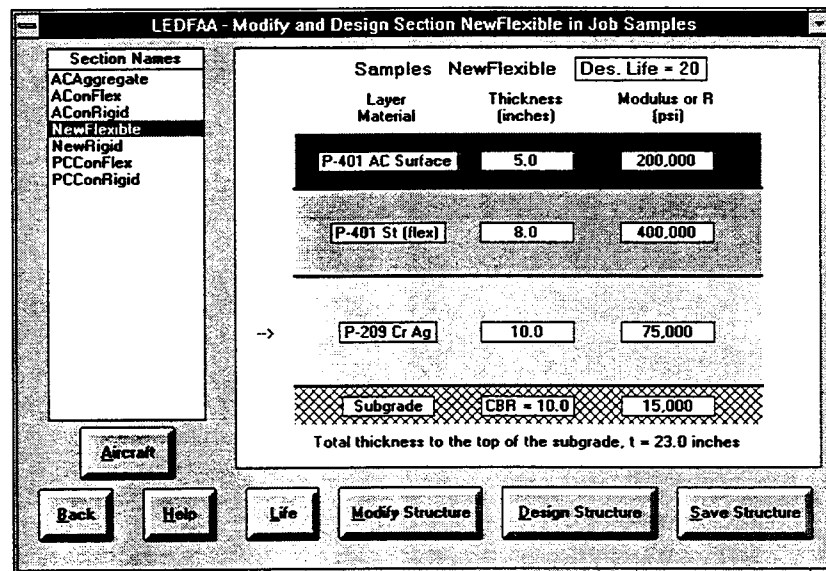 LEDFAA - Modify and Design Section NewFlexible in Job Samples
Section Names
ACAggregate
AConFlex
AConRigid
NewFlexible
NewRigid
PCConFlex
PCConRigid
Samples NewFlexible Des. Life = 20
Layer Material Thickness (inches) Modulus or R (psi)
P-401 AC Surface 5.0 200,000
P-401 St (flex) 8.0 400,000
--> P-209 Cr Ag 10.0 75,000
Subgrade CBR = 10.0 15,000
Total thickness to the top of the subgrade, t = 23.0 inches
Aircraft
Back Help Life Modify Structure Design Structure Save Structure